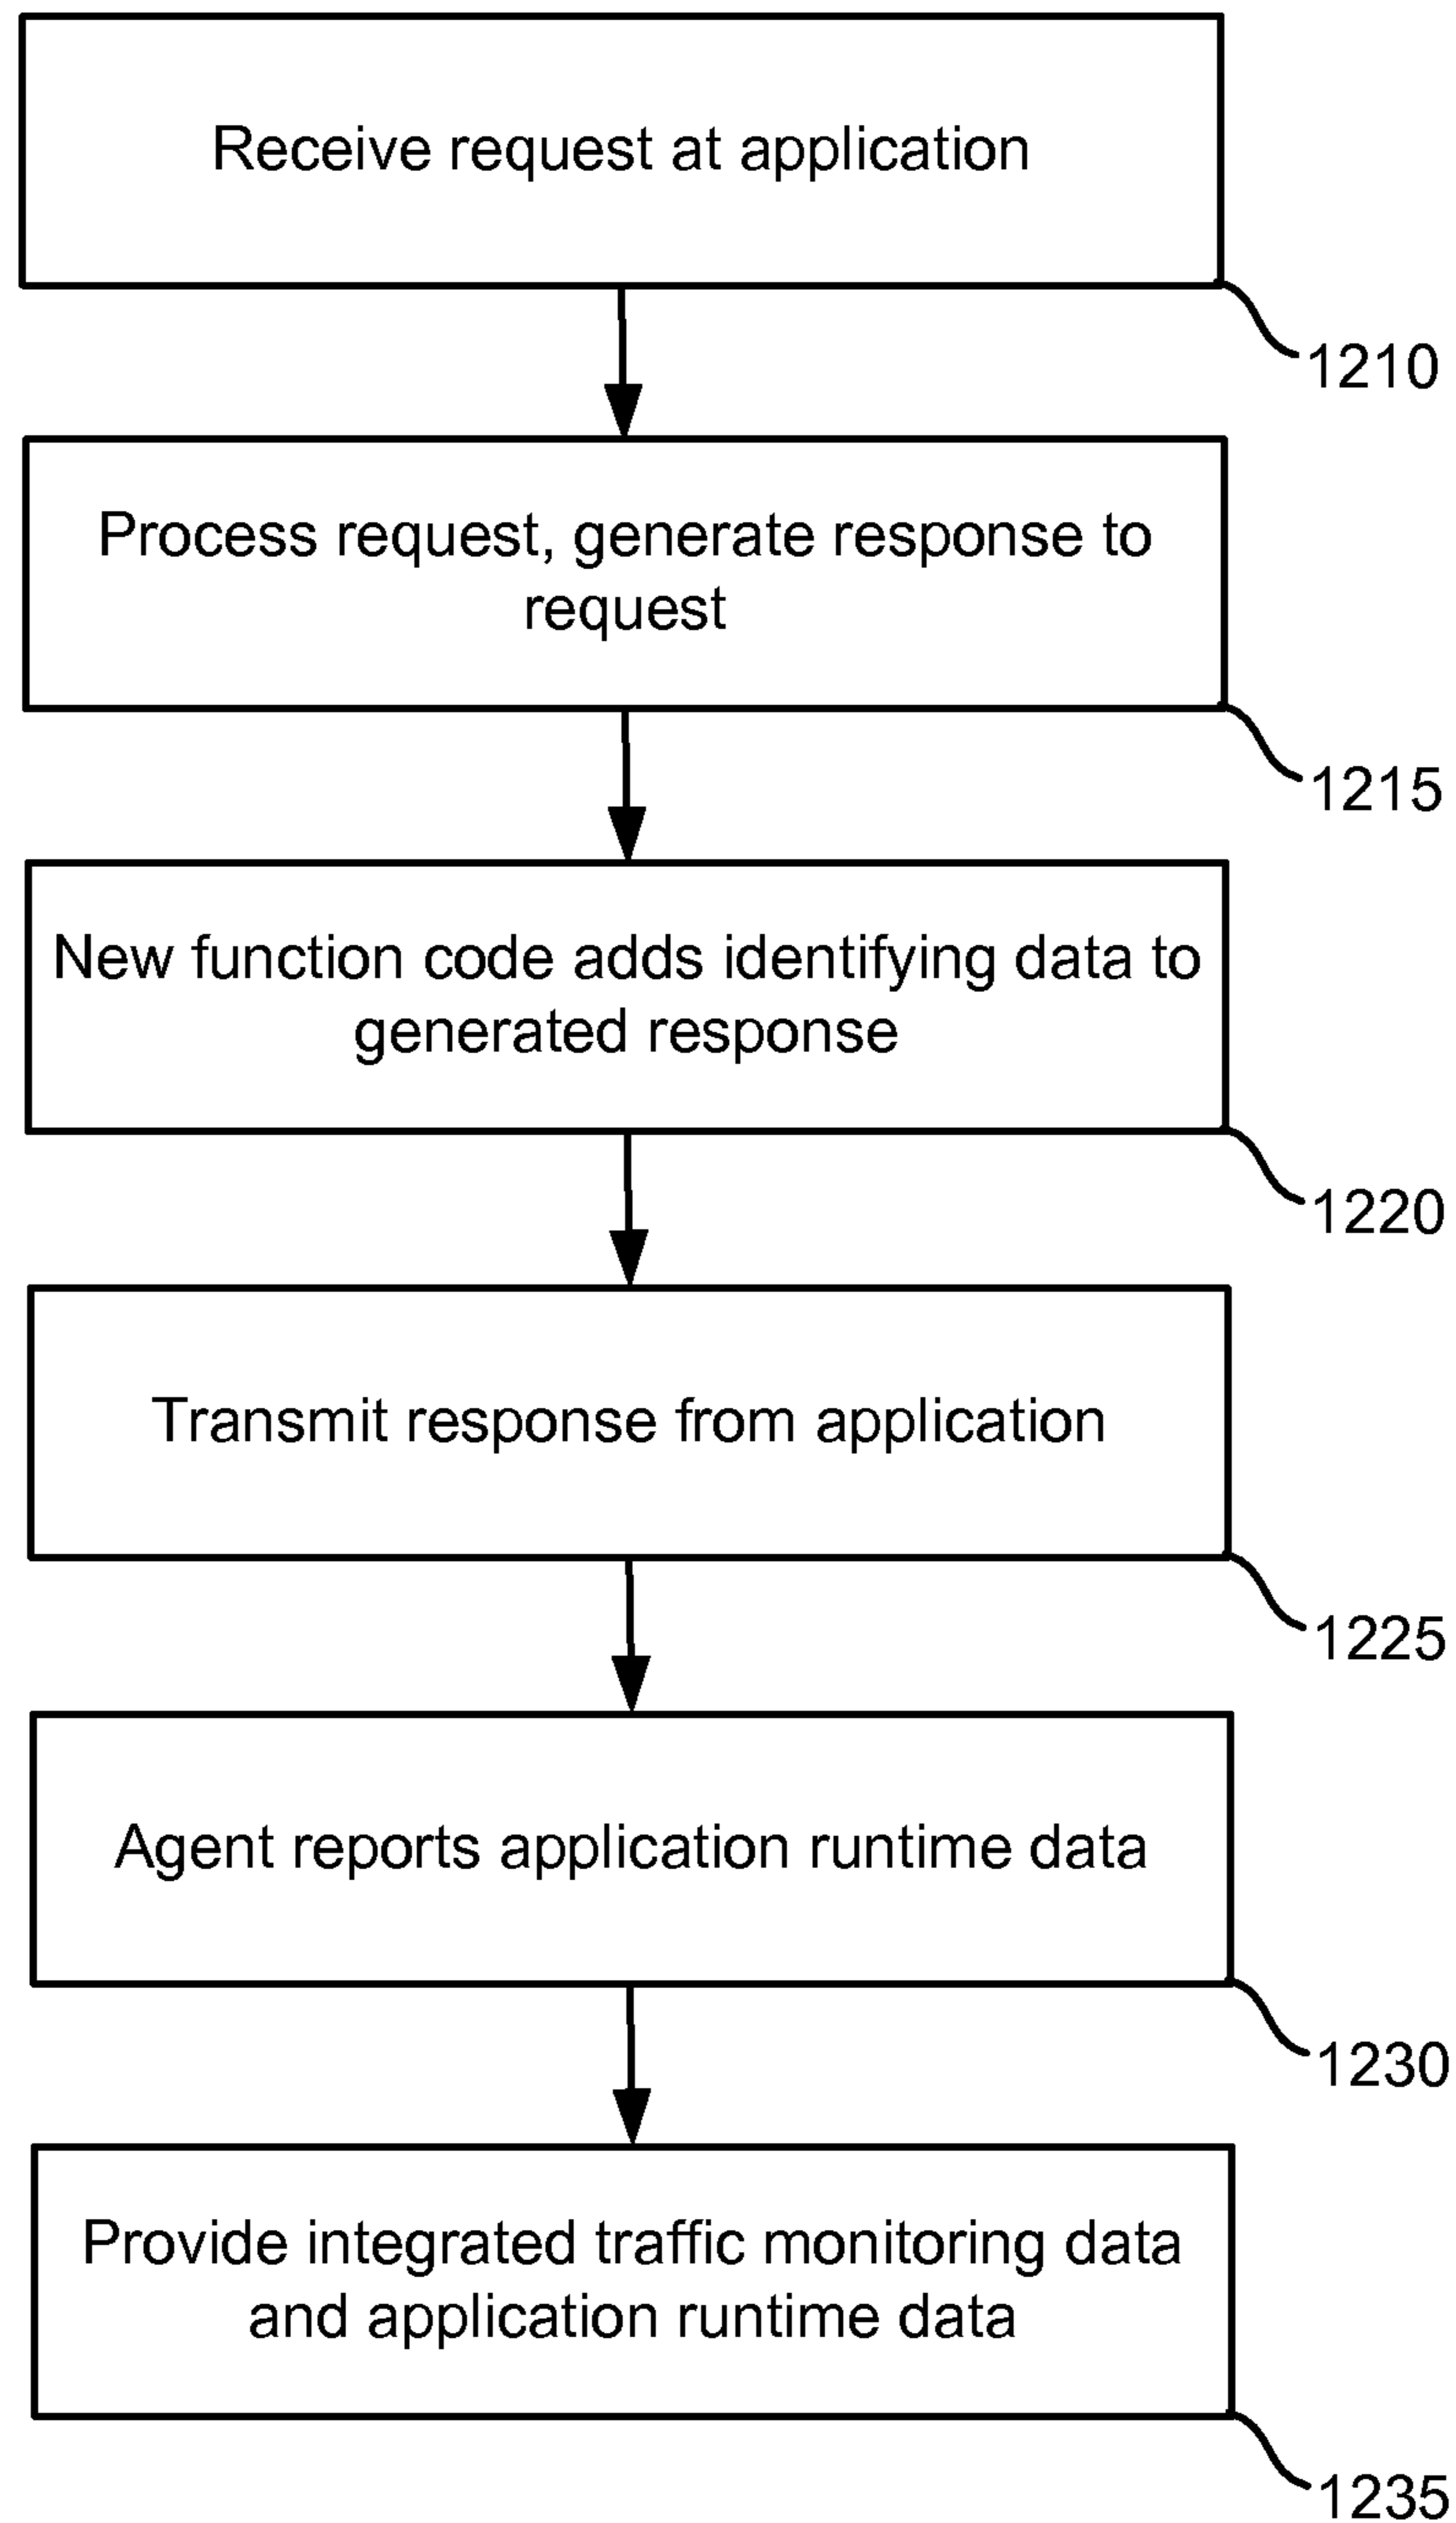 Receive request at application
1210
Process request, generate response to
request
1215
New function code adds identifying data to
generated response
1220
Transmit response from application
1225
Agent reports application runtime data
1230
Provide integrated traffic monitoring data
and application runtime data
1235